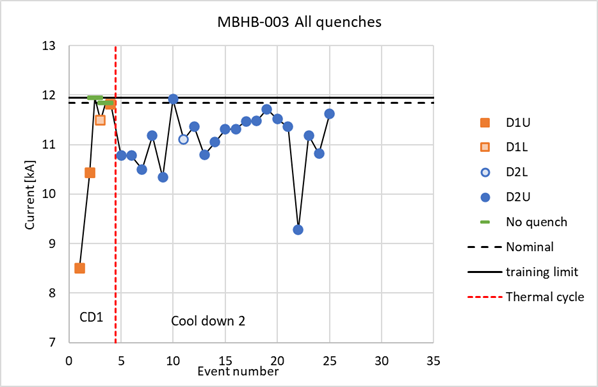 MBHB-003 All quenches
13
12
11
10
9
8
7
Current [kA]
CD1
Cool down 2
0 5 10 15 20 25 30 35
Event number
D1U
D1L
D2L
D2U
No quench
Nominal
training limit
Thermal cycle